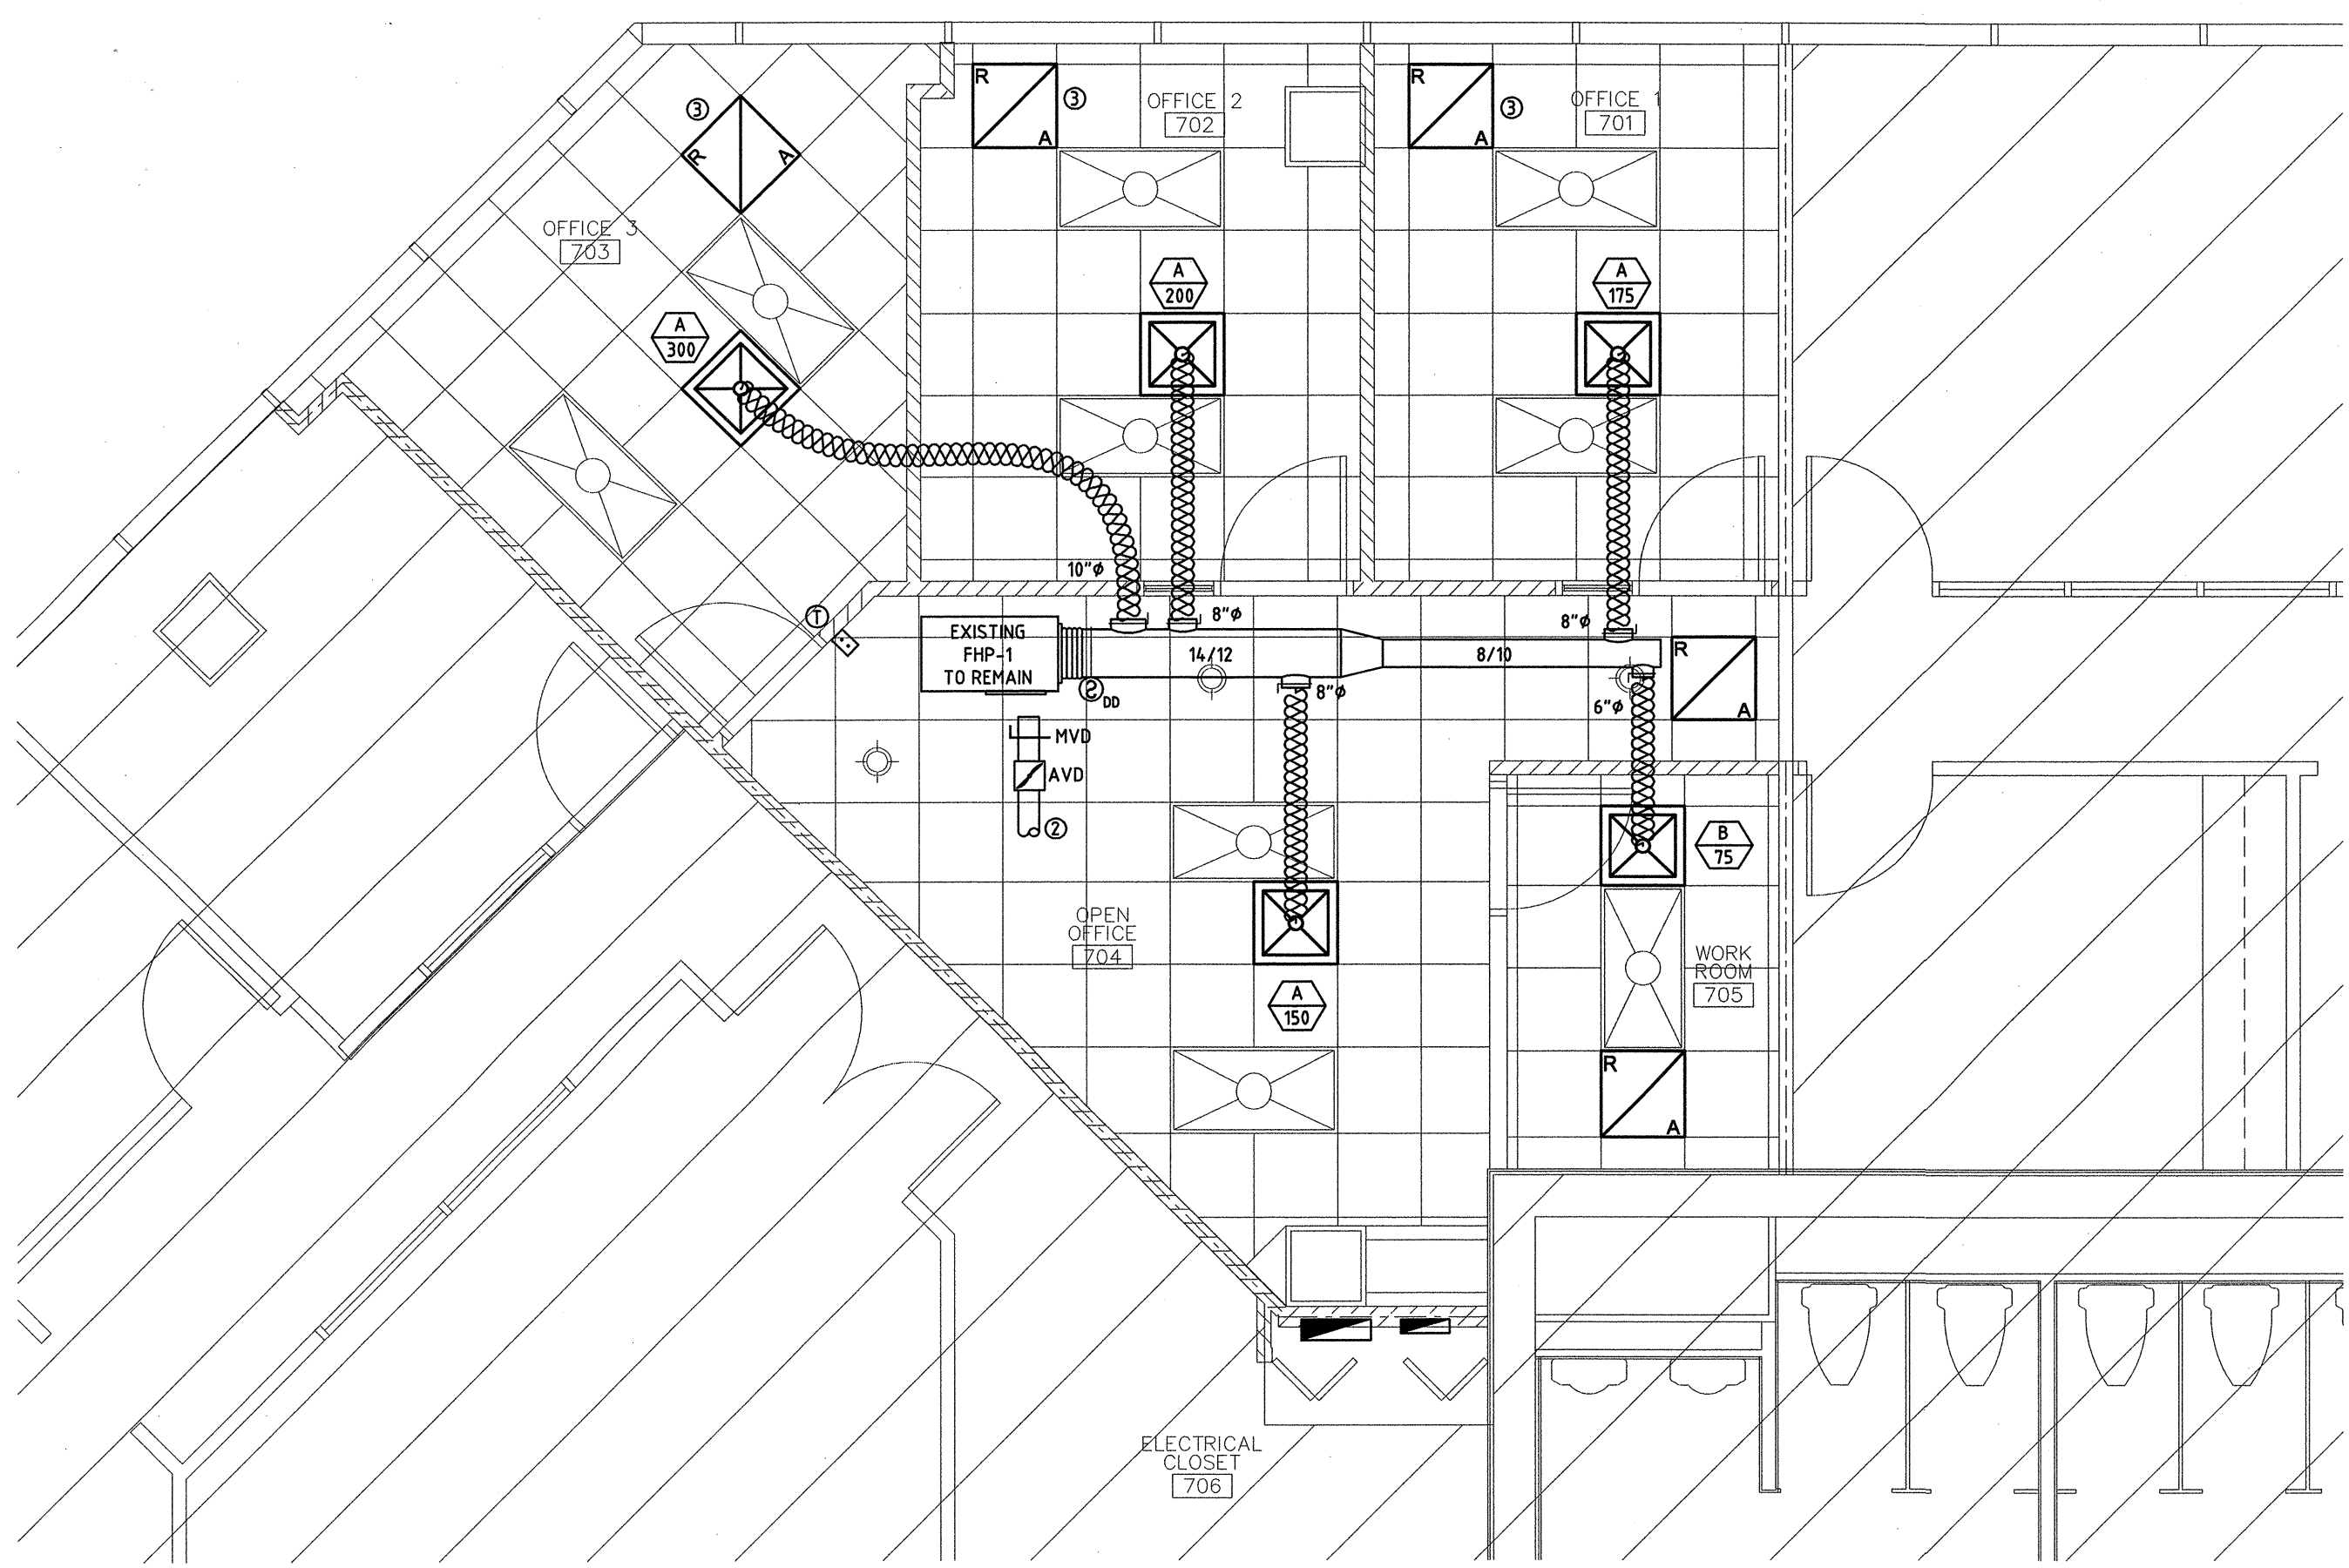 R
A
③
OFFICE 2
702
R
A
③
OFFICE 1
701
③
R
A
OFFICE 3
703
A
200
A
175
A
300
10"ø
8"ø
8"ø
T
EXISTING
FHP-1
TO REMAIN
14/12
8/10
R
A
DD
8"ø
6"ø
MVD
AVD
②
B
75
OPEN
OFFICE
704
WORK
ROOM
705
A
150
R
A
ELECTRICAL
CLOSET
706